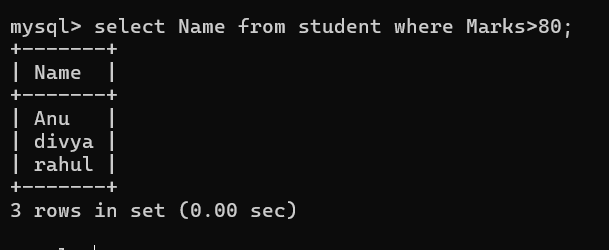 mysql> select Name from student where Marks>80;
+-------+
| Name  |
+-------+
| Anu   |
| divya |
| rahul |
+-------+
3 rows in set (0.00 sec)